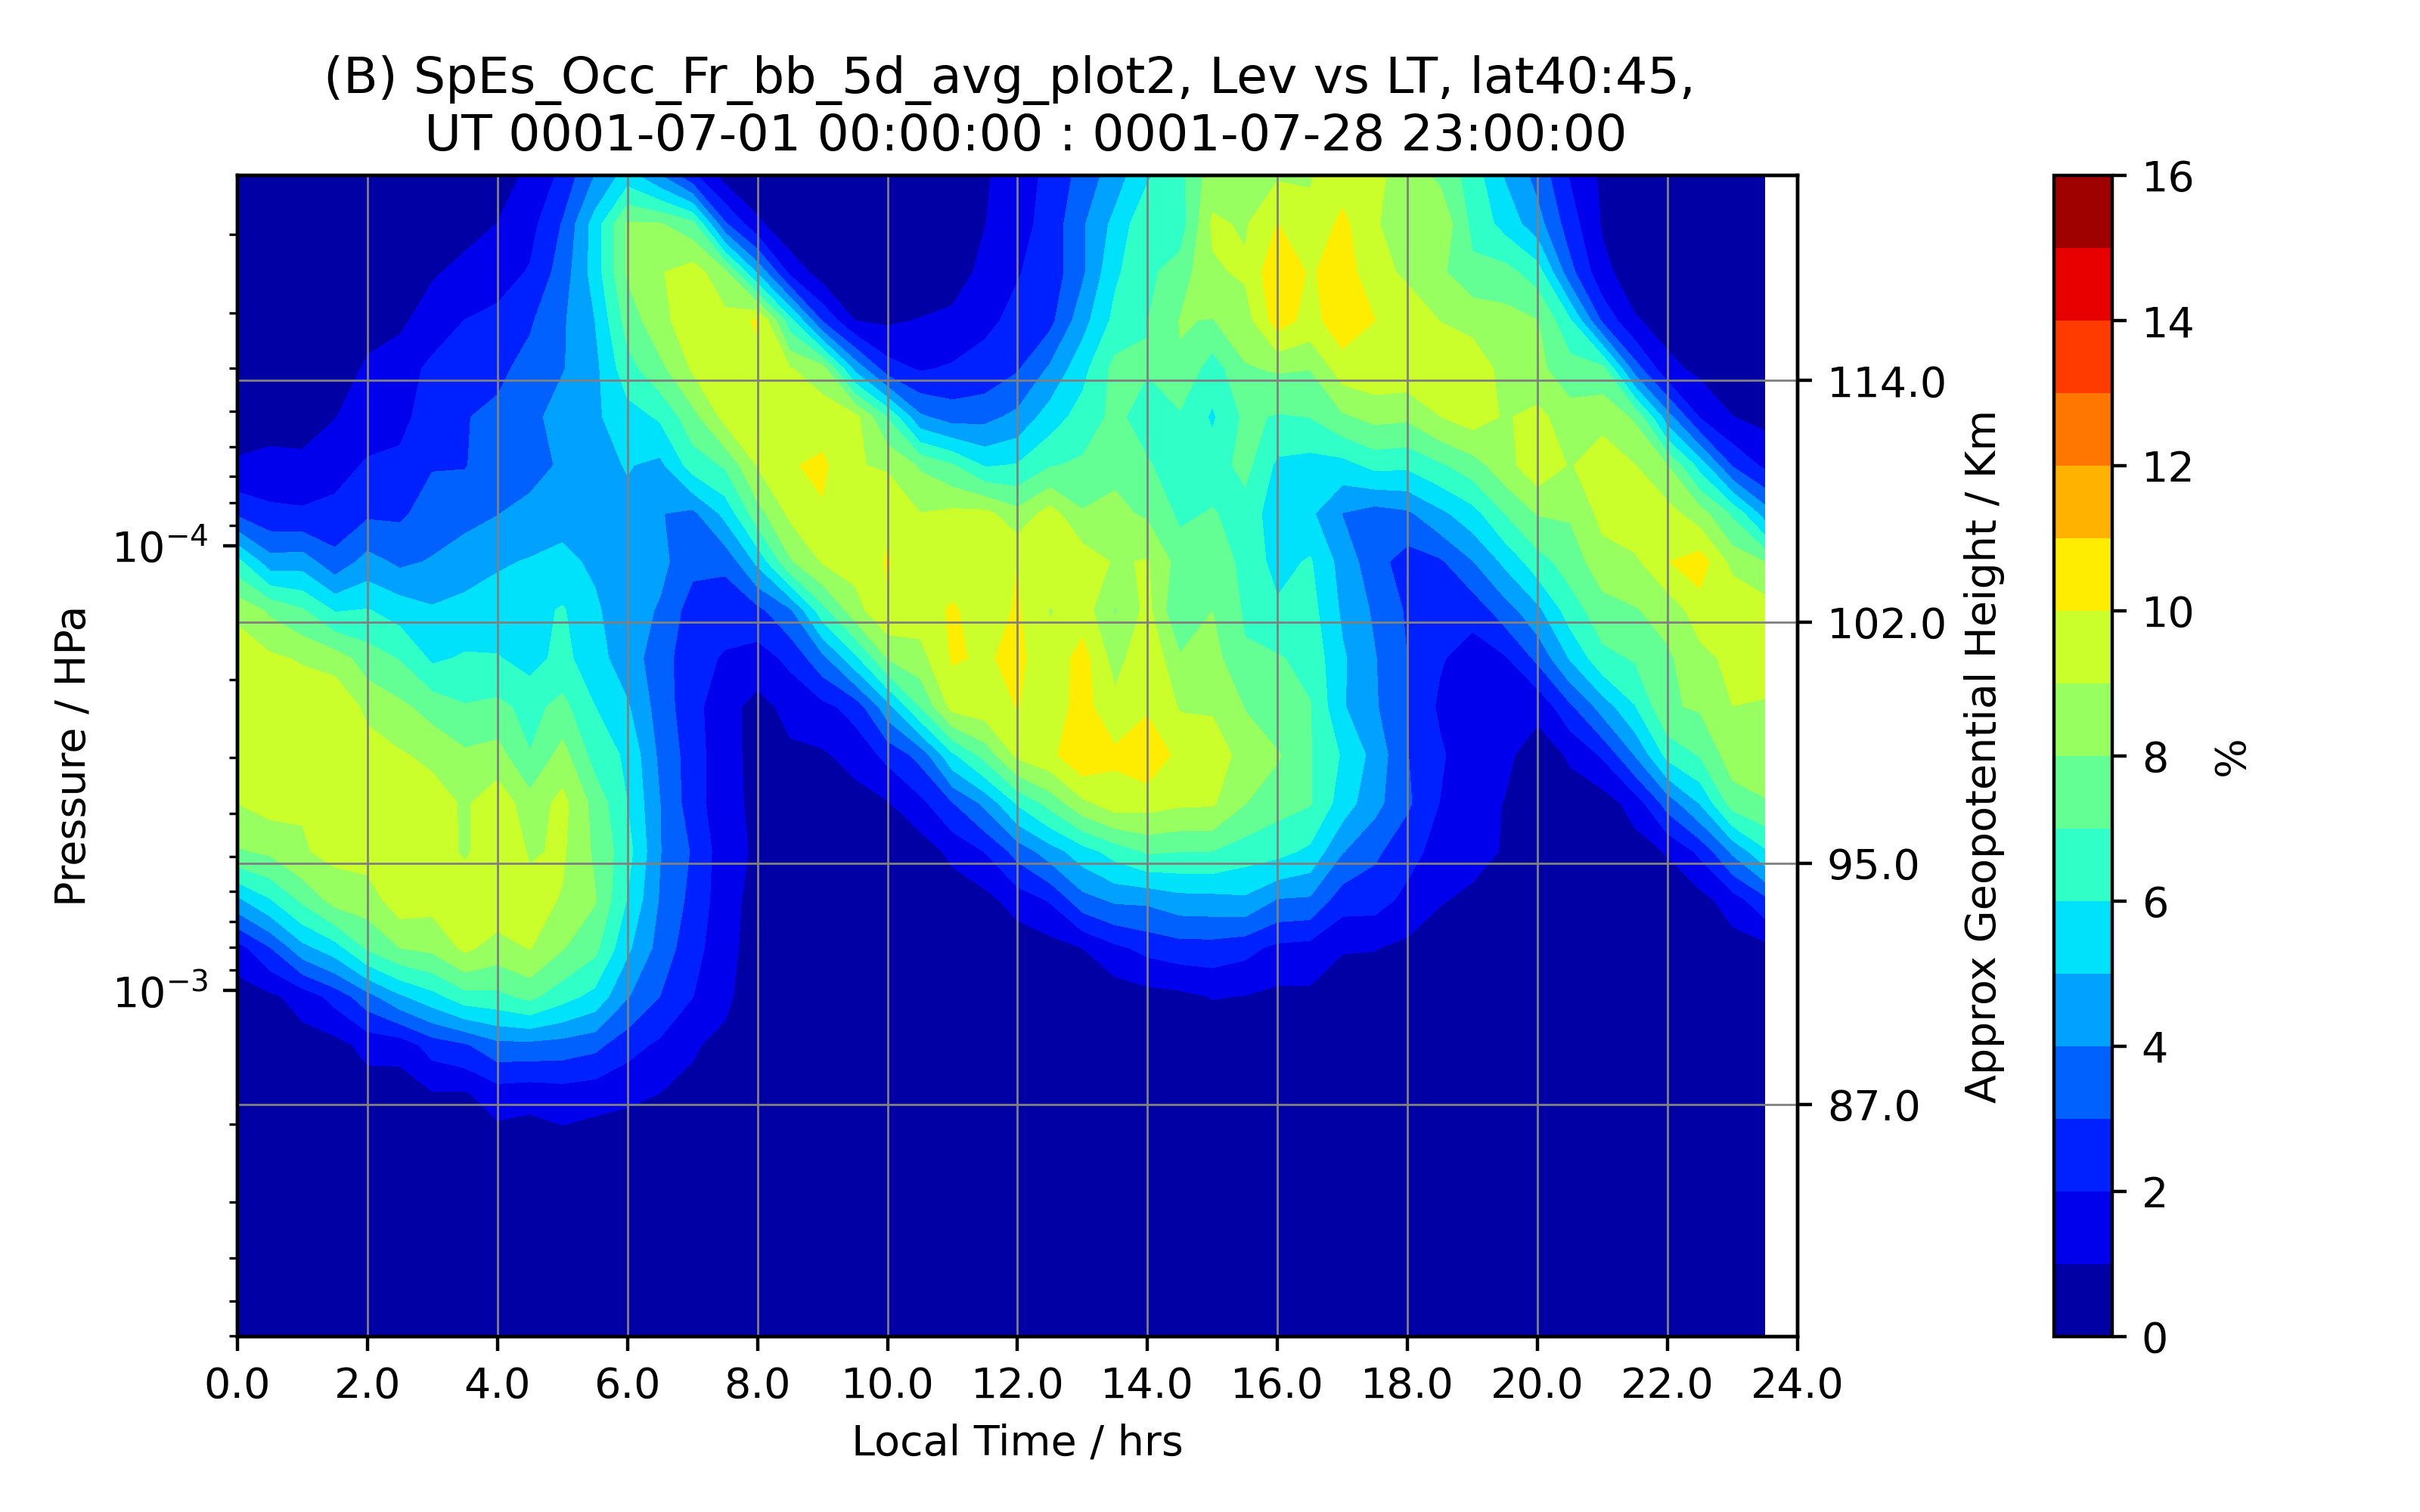 (B) SpEs_Occ_Fr_bb_5d_avg_plot2, Lev vs LT, lat40:45,
UT 0001-07-01 00:00:00 : 0001-07-28 23:00:00
Pressure / HPa
10⁻⁴
10⁻³
0.0 2.0 4.0 6.0 8.0 10.0 12.0 14.0 16.0 18.0 20.0 22.0 24.0
Local Time / hrs
114.0
102.0
95.0
87.0
Approx Geopotential Height / Km
16
14
12
10
8
6
4
2
0
%